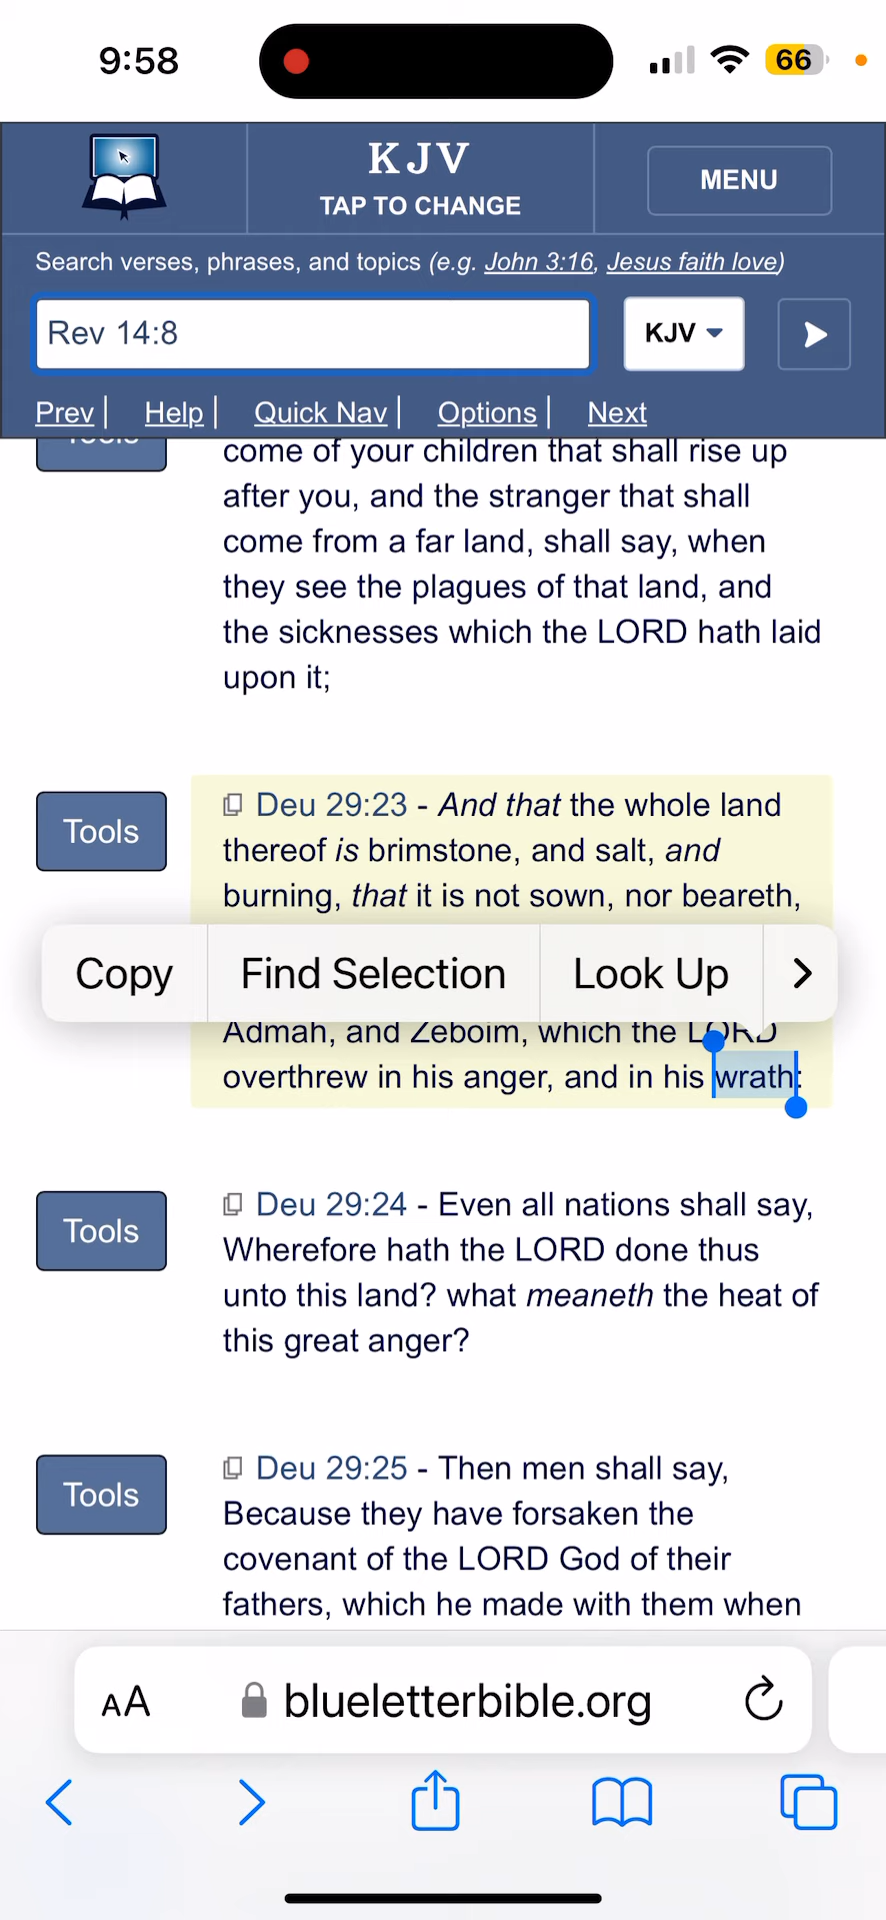 9:58
66
KJV
TAP TO CHANGE
MENU
Search verses, phrases, and topics (e.g. John 3:16, Jesus faith love)
Rev 14:8
KJV
Prev | Help | Quick Nav | Options | Next
Tools
come of your children that shall rise up
after you, and the stranger that shall
come from a far land, shall say, when
they see the plagues of that land, and
the sicknesses which the LORD hath laid
upon it;
Tools
Deu 29:23 - And that the whole land
thereof is brimstone, and salt, and
burning, that it is not sown, nor beareth,
Copy
Find Selection
Look Up
Admah, and Zeboim, which the LORD
overthrew in his anger, and in his wrath:
Tools
Deu 29:24 - Even all nations shall say,
Wherefore hath the LORD done thus
unto this land? what meaneth the heat of
this great anger?
Tools
Deu 29:25 - Then men shall say,
Because they have forsaken the
covenant of the LORD God of their
fathers, which he made with them when
AA
blueletterbible.org